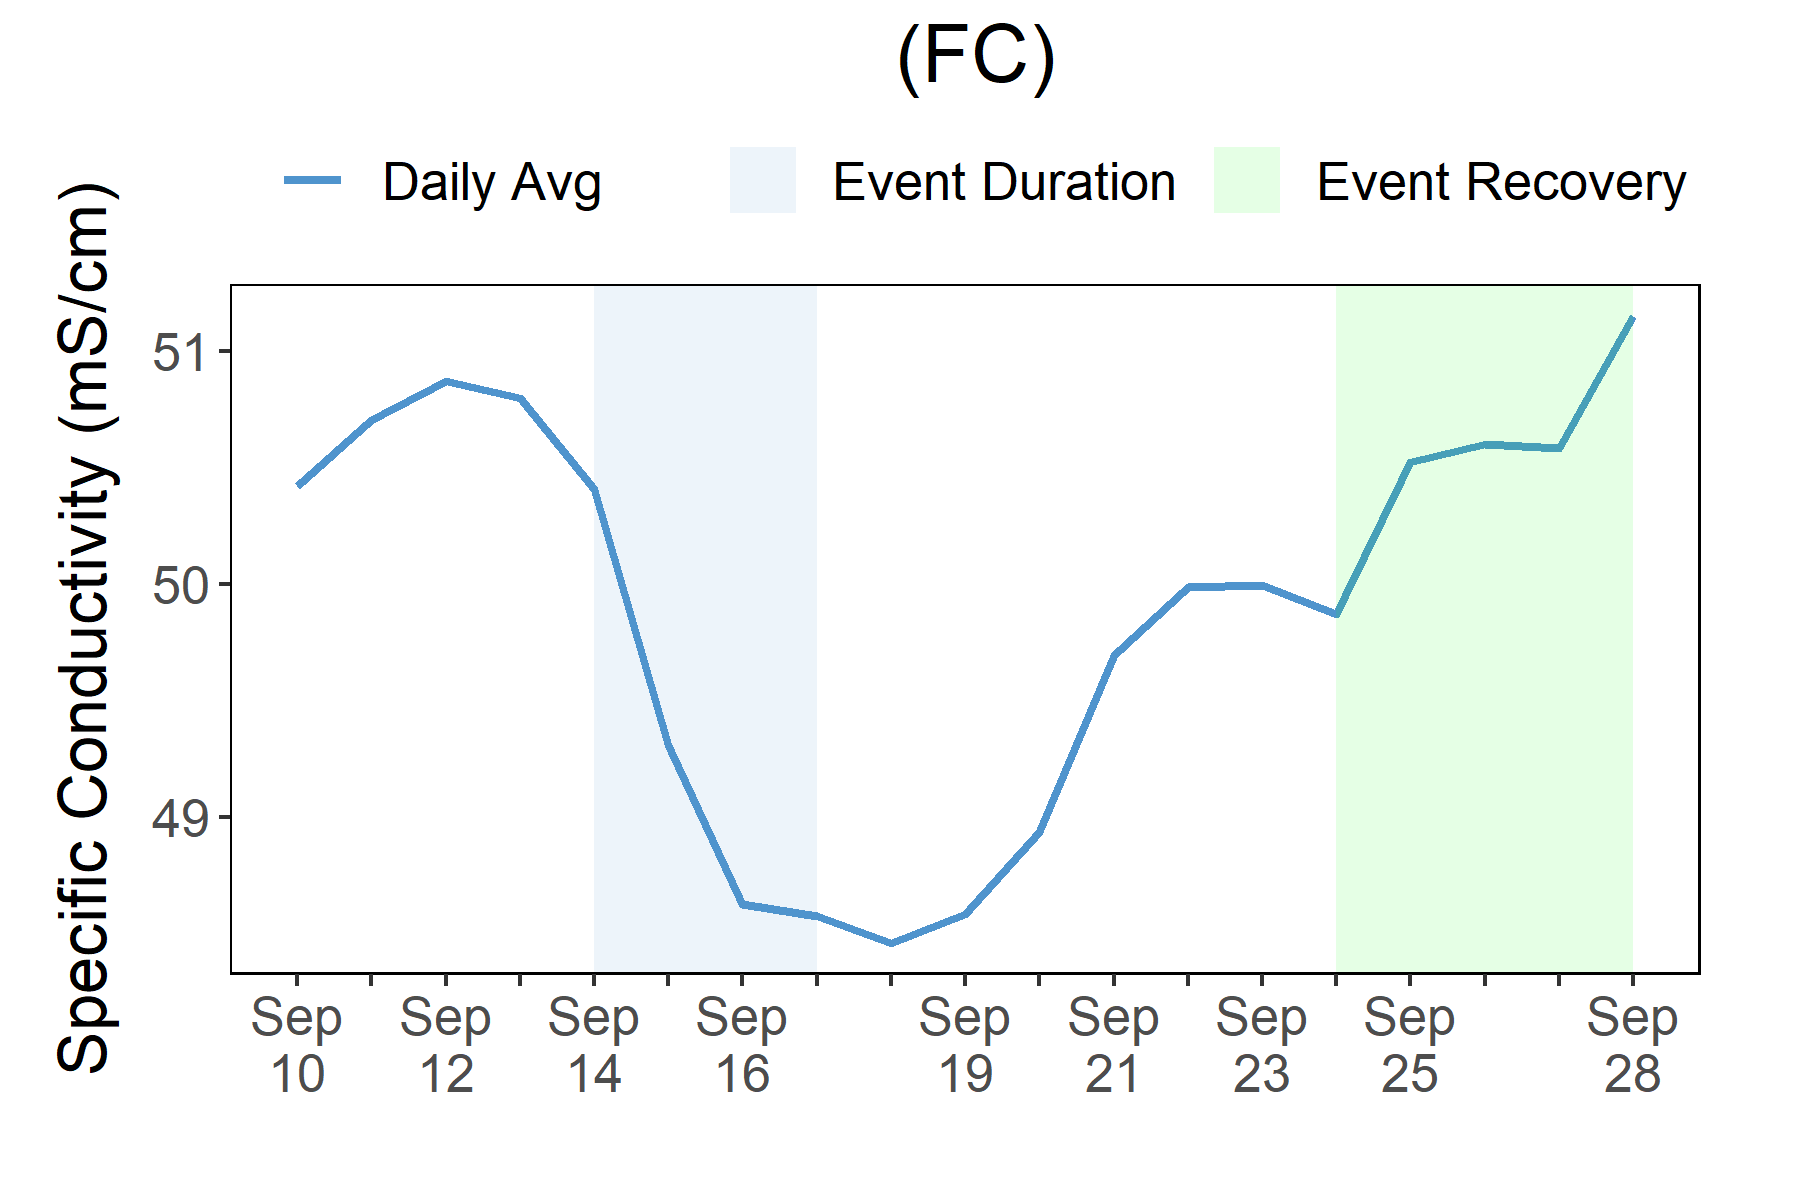 (FC)
Daily Avg Event Duration Event Recovery
Specific Conductivity (mS/cm)
51
50
49
Sep Sep Sep Sep Sep Sep Sep Sep Sep
10 12 14 16 19 21 23 25 28